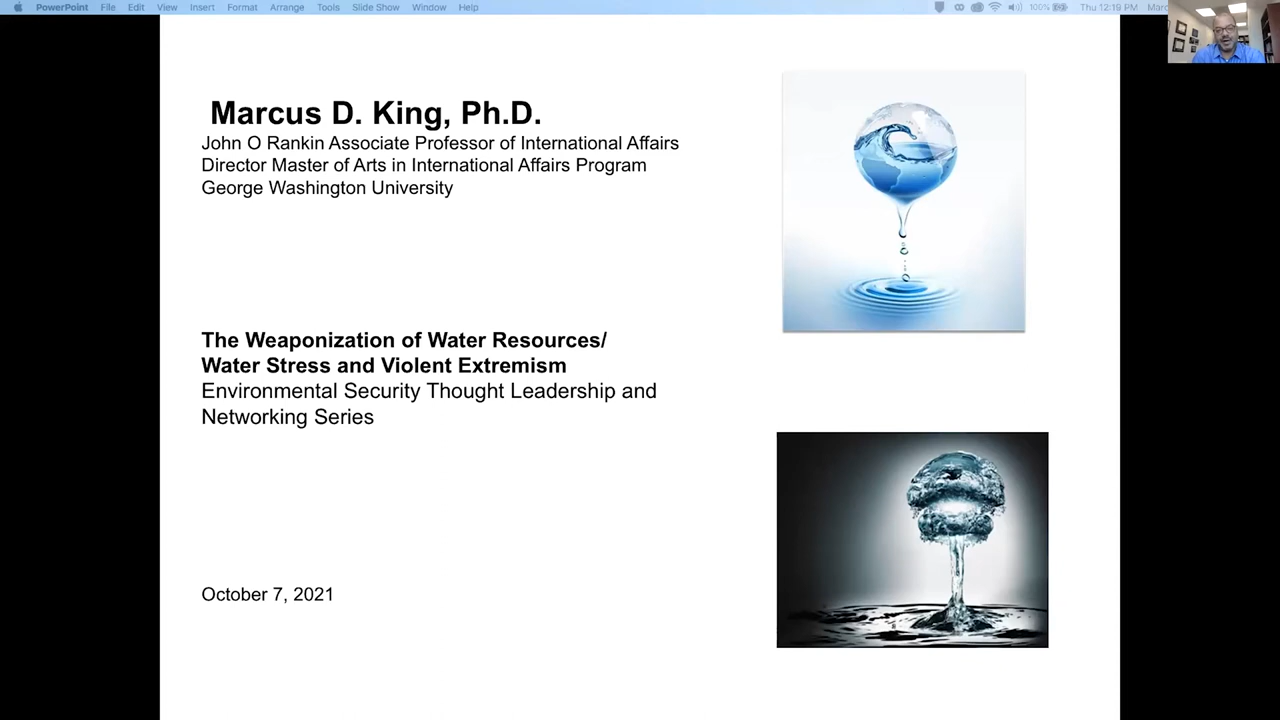 PowerPoint File Edit View Insert Format Arrange Tools Slide Show Window Help 100% Thu 12:19 PM Marc
Marcus D. King, Ph.D.
John O Rankin Associate Professor of International Affairs
Director Master of Arts in International Affairs Program
George Washington University
The Weaponization of Water Resources/
Water Stress and Violent Extremism
Environmental Security Thought Leadership and
Networking Series
October 7, 2021